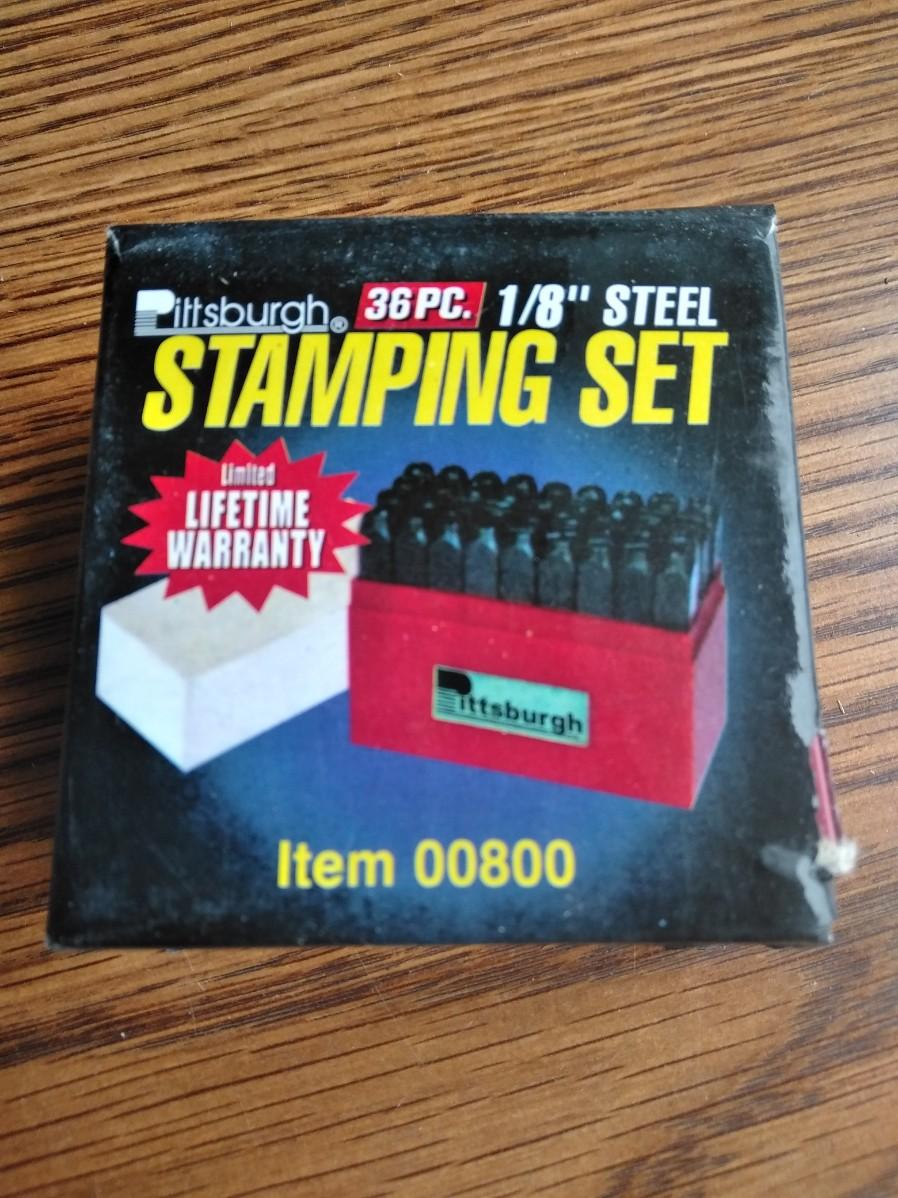 Pittsburgh® 36 PC. 1/8" STEEL
STAMPING SET
Limited
LIFETIME
WARRANTY
Pittsburgh
Item 00800